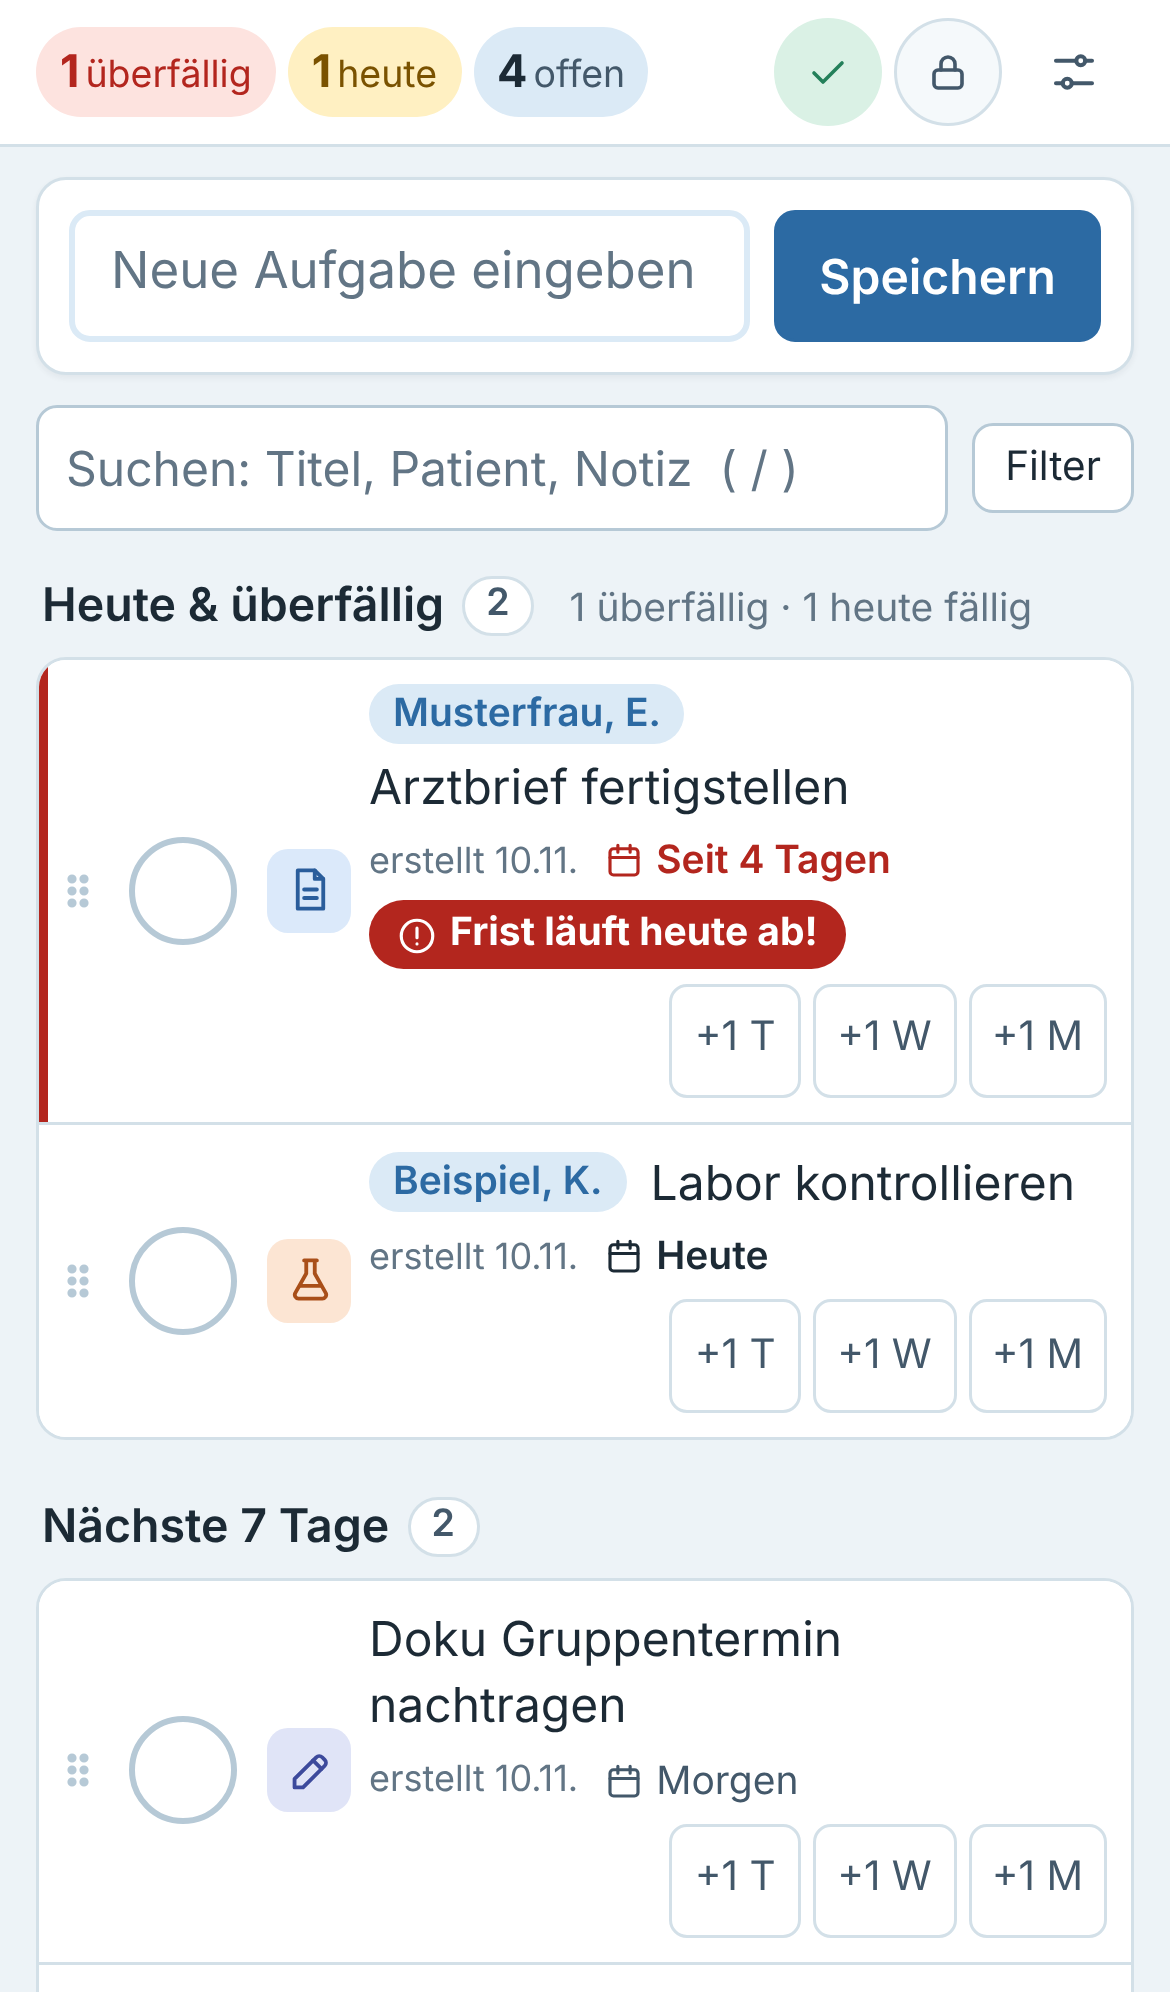 1 überfällig 1 heute 4 offen
Neue Aufgabe eingeben Speichern
Suchen: Titel, Patient, Notiz ( / ) Filter
Heute & überfällig 2 1 überfällig · 1 heute fällig
Musterfrau, E.
Arztbrief fertigstellen
erstellt 10.11. Seit 4 Tagen
Frist läuft heute ab!
+1 T +1 W +1 M
Beispiel, K. Labor kontrollieren
erstellt 10.11. Heute
+1 T +1 W +1 M
Nächste 7 Tage 2
Doku Gruppentermin
nachtragen
erstellt 10.11. Morgen
+1 T +1 W +1 M